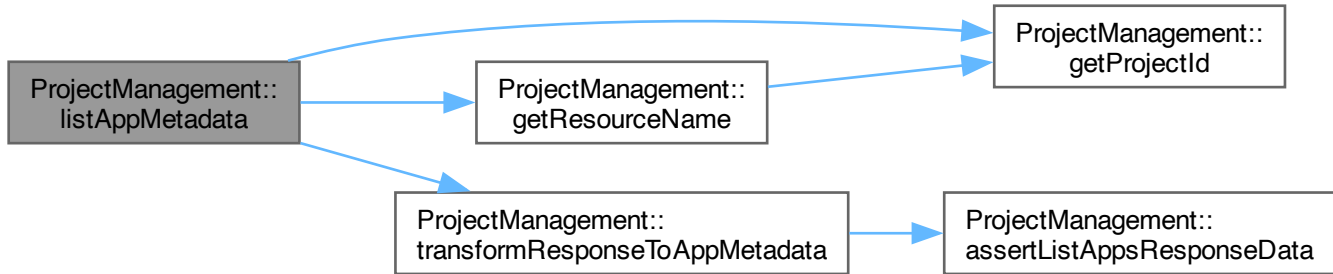 ProjectManagement::
listAppMetadata
ProjectManagement::
getResourceName
ProjectManagement::
getProjectId
ProjectManagement::
transformResponseToAppMetadata
ProjectManagement::
assertListAppsResponseData